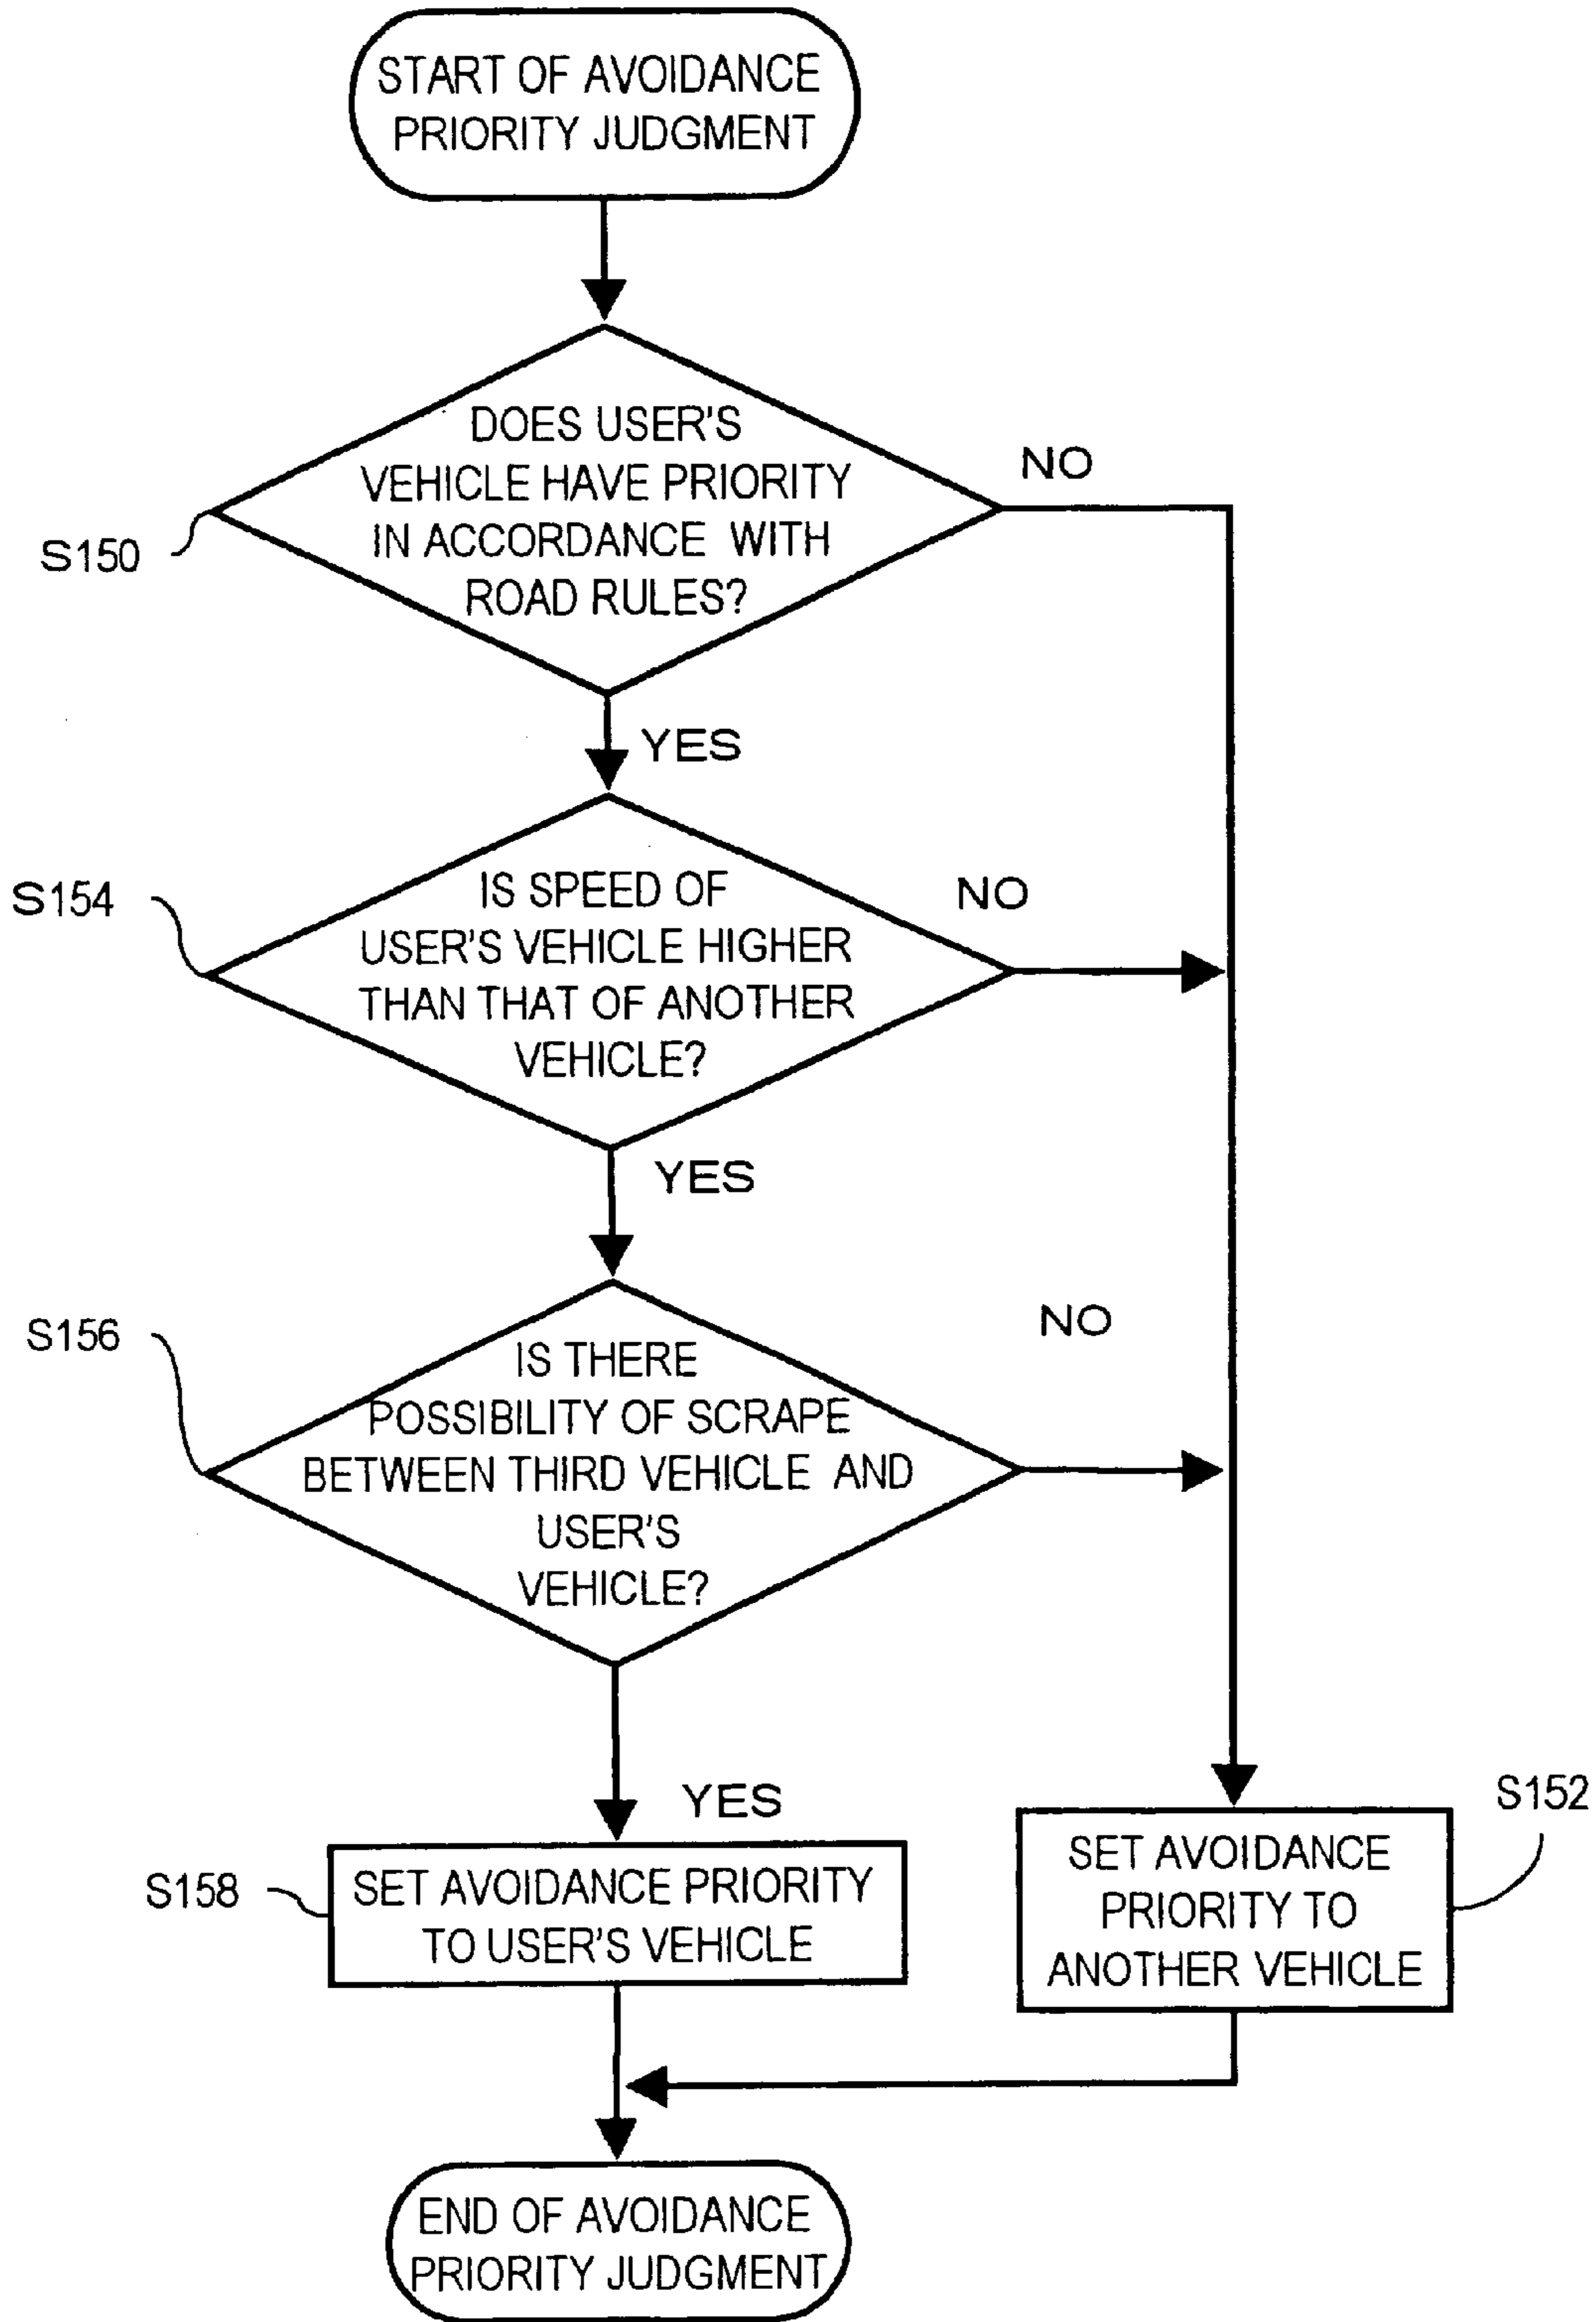 START OF AVOIDANCE
PRIORITY JUDGMENT
DOES USER'S
VEHICLE HAVE PRIORITY
IN ACCORDANCE WITH
ROAD RULES?
NO
S150
YES
IS SPEED OF
USER'S VEHICLE HIGHER
THAN THAT OF ANOTHER
VEHICLE?
NO
S154
YES
IS THERE
POSSIBILITY OF SCRAPE
BETWEEN THIRD VEHICLE AND
USER'S
VEHICLE?
NO
S156
YES
S158
SET AVOIDANCE PRIORITY
TO USER'S VEHICLE
S152
SET AVOIDANCE
PRIORITY TO
ANOTHER VEHICLE
END OF AVOIDANCE
PRIORITY JUDGMENT